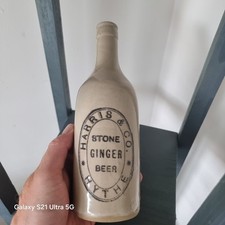 HARRIS & CO.
STONE
GINGER
BEER
HYTHE
Galaxy S21 Ultra 5G